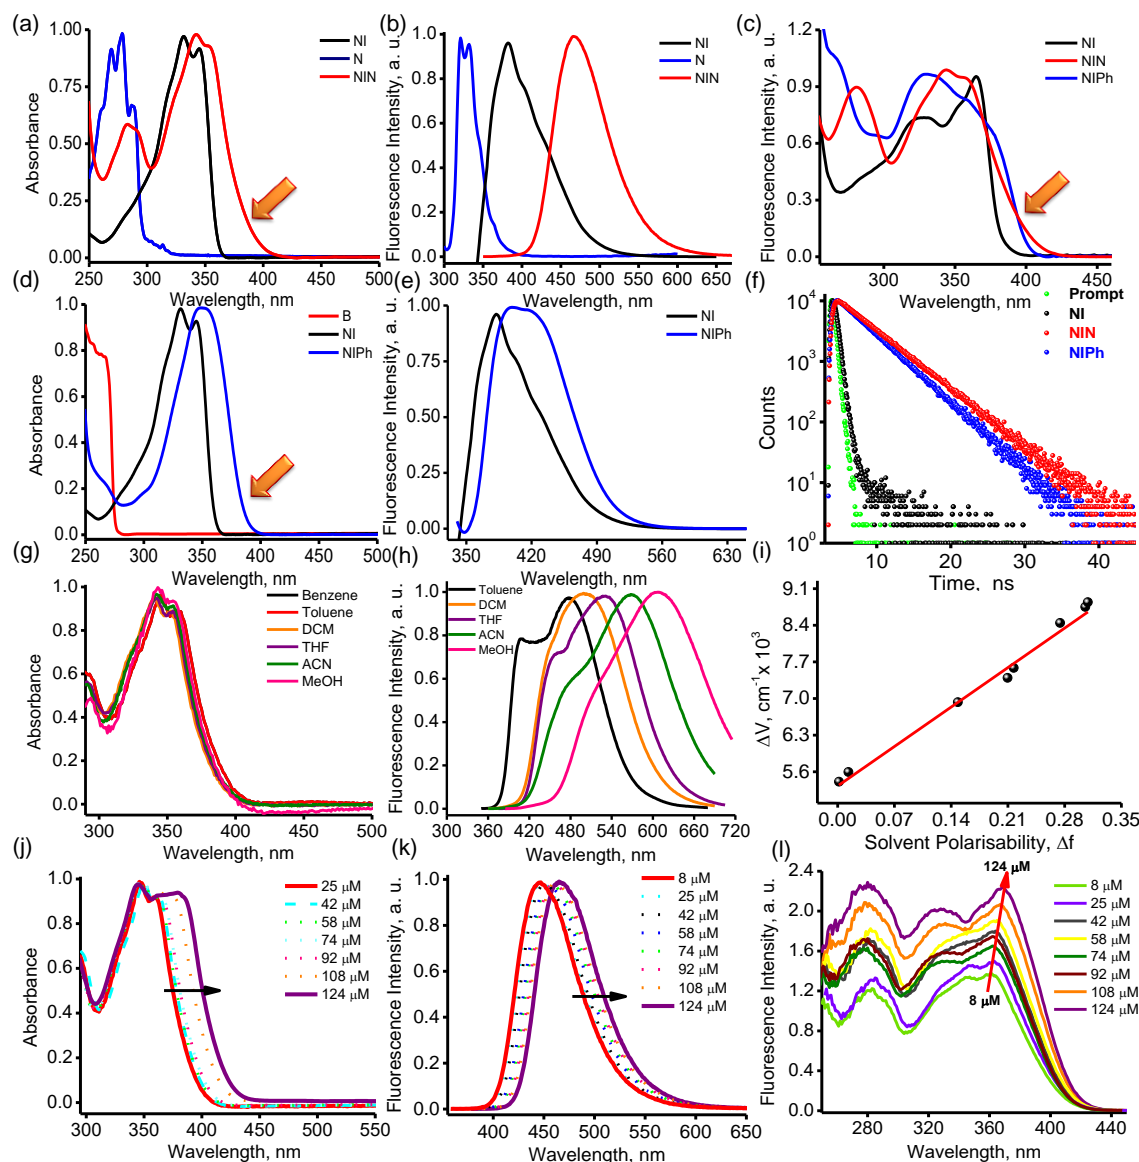 (a)
NI
N
NIN
Absorbance
1.00
0.75
0.50
0.25
0.00
250 300 350 400 450 500
Wavelength, nm
(b)
NI
N
NIN
Fluorescence Intensity, a. u.
1.0
0.8
0.6
0.4
0.2
0.0
300 350 400 450 500 550 600 650
Wavelength, nm
(c)
NI
NIN
NIPh
Fluorescence Intensity, a. u.
1.2
0.9
0.6
0.3
0.0
300 350 400 450
Wavelength, nm
(d)
B
NI
NIPh
Absorbance
1.0
0.8
0.6
0.4
0.2
0.0
250 300 350 400 450 500
Wavelength, nm
(e)
NI
NIPh
Fluorescence Intensity, a. u.
1.00
0.75
0.50
0.25
0.00
350 420 490 560 630
Wavelength, nm
(f)
Prompt
NI
NIN
NIPh
Counts
10⁴
10³
10²
10¹
10⁰
10 20 30 40
Time, ns
(g)
Benzene
Toluene
DCM
THF
ACN
MeOH
Absorbance
1.0
0.8
0.6
0.4
0.2
0.0
300 350 400 450 500
Wavelength, nm
(h)
Toluene
DCM
THF
ACN
MeOH
Fluorescence Intensity, a. u.
1.0
0.8
0.6
0.4
0.2
0.0
300 360 420 480 540 600 660 720
Wavelength, nm
(i)
ΔV, cm⁻¹ x 10³
9.1
8.4
7.7
7.0
6.3
5.6
0.00 0.07 0.14 0.21 0.28 0.35
Solvent Polarisability, Δf
(j)
25 μM
42 μM
58 μM
74 μM
92 μM
108 μM
124 μM
Absorbance
1.0
0.8
0.6
0.4
0.2
0.0
300 350 400 450 500 550
Wavelength, nm
(k)
8 μM
25 μM
42 μM
58 μM
74 μM
92 μM
108 μM
124 μM
Fluorescence Intensity, a. u.
1.0
0.8
0.6
0.4
0.2
0.0
400 450 500 550 600 650
Wavelength, nm
(l)
124 μM
8 μM
8 μM
25 μM
42 μM
58 μM
74 μM
92 μM
108 μM
124 μM
Fluorescence Intensity, a. u.
2.4
2.1
1.8
1.5
1.2
0.9
0.6
0.3
0.0
280 320 360 400 440
Wavelength, nm